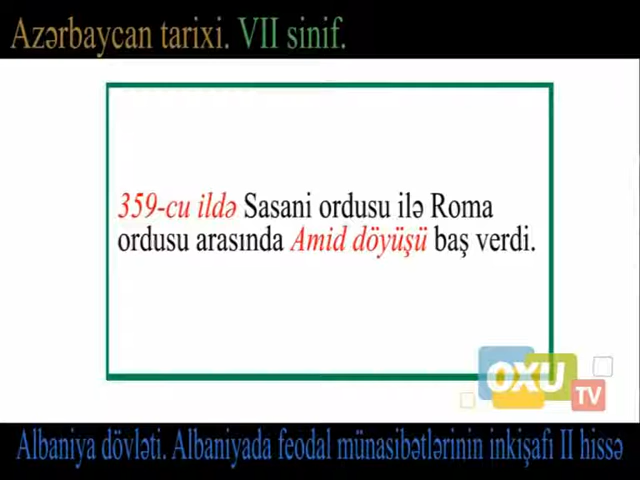 Azərbaycan tarixi. VII sinif.
359-cu ildə Sasani ordusu ilə Roma
ordusu arasında Amid döyüşü baş verdi.
OXU
TV
Albaniya dövləti. Albaniyada feodal münasibətlərinin inkişafı II hissə